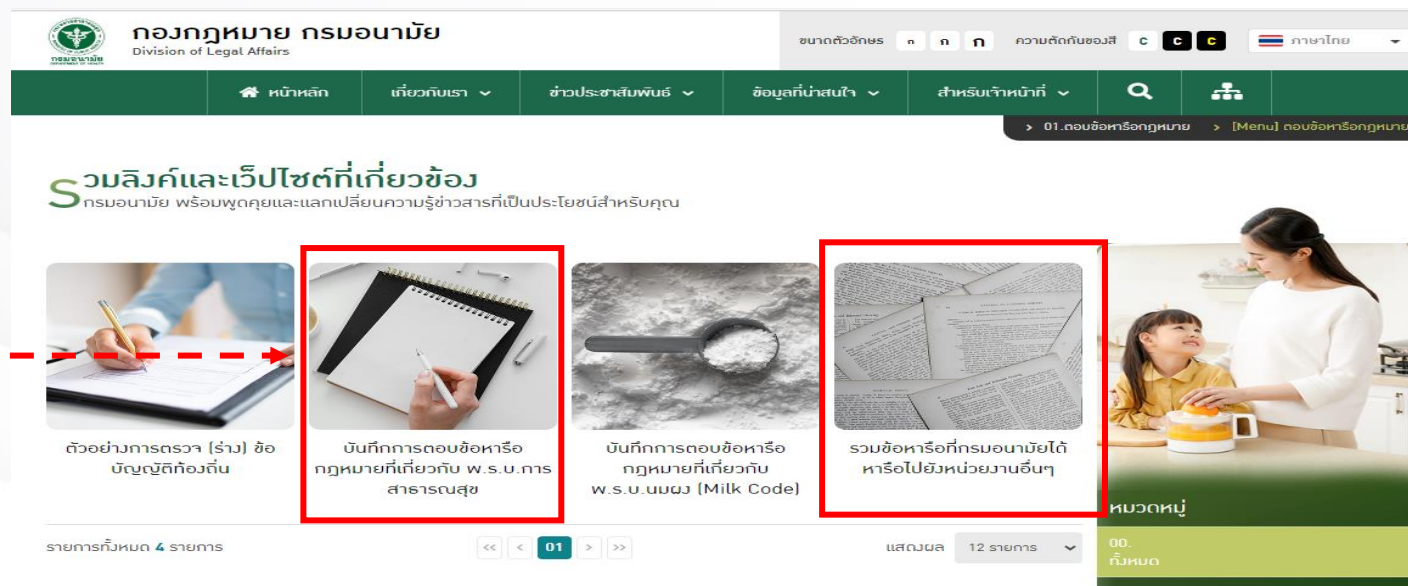 กองกฎหมาย กรมอนามัย
Division of Legal Affairs
กรมอนามัย
ขนาดตัวอักษร ก ก ก ความตัดกันของสี C C C ภาษาไทย
หน้าหลัก เกี่ยวกับเรา ข่าวประชาสัมพันธ์ ข้อมูลที่น่าสนใจ สำหรับเจ้าหน้าที่
> 01.ตอบข้อหารือกฎหมาย > [Menu] ตอบข้อหารือกฎหมาย
รวมลิงค์และเว็ปไซต์ที่เกี่ยวข้อง
กรมอนามัย พร้อมพูดคุยและแลกเปลี่ยนความรู้ข่าวสารที่เป็นประโยชน์สำหรับคุณ
ตัวอย่างการตรวจ (ร่าง) ข้อ
บัญญัติท้องถิ่น
บันทึกการตอบข้อหารือ
กฎหมายที่เกี่ยวกับ พ.ร.บ.การ
สาธารณสุข
บันทึกการตอบข้อหารือ
กฎหมายที่เกี่ยวกับ
พ.ร.บ.นมผง (Milk Code)
รวมข้อหารือที่กรมอนามัยได้
หารือไปยังหน่วยงานอื่นๆ
หมวดหมู่
00.
ทั้งหมด
รายการทั้งหมด 4 รายการ << < 01 > >> แสดงผล 12 รายการ